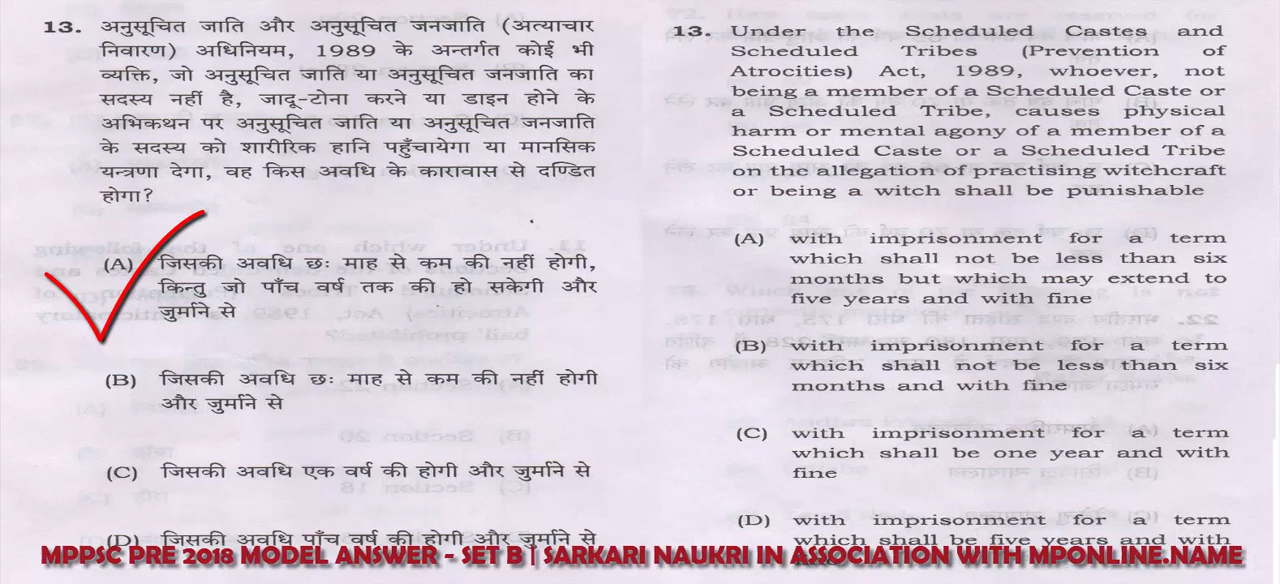 13. अनुसूचित जाति और अनुसूचित जनजाति (अत्याचार
निवारण) अधिनियम, 1989 के अन्तर्गत कोई भी
व्यक्ति, जो अनुसूचित जाति या अनुसूचित जनजाति का
सदस्य नहीं है, जादू-टोना करने या डाइन होने के
अभिकथन पर अनुसूचित जाति या अनुसूचित जनजाति
के सदस्य को शारीरिक हानि पहुँचायेगा या मानसिक
यन्त्रणा देगा, वह किस अवधि के कारावास से दण्डित
होगा?
(A) जिसकी अवधि छः माह से कम की नहीं होगी,
किन्तु जो पाँच वर्ष तक की हो सकेगी और
जुर्माने से
(B) जिसकी अवधि छः माह से कम की नहीं होगी
और जुर्माने से
(C) जिसकी अवधि एक वर्ष की होगी और जुर्माने से
(D) जिसकी अवधि पाँच वर्ष की होगी और जुर्माने से
13. Under the Scheduled Castes and
Scheduled Tribes (Prevention of
Atrocities) Act, 1989, whoever, not
being a member of a Scheduled Caste or
a Scheduled Tribe, causes physical
harm or mental agony of a member of a
Scheduled Caste or a Scheduled Tribe
on the allegation of practising witchcraft
or being a witch shall be punishable
(A) with imprisonment for a term
which shall not be less than six
months but which may extend to
five years and with fine
(B) with imprisonment for a term
which shall not be less than six
months and with fine
(C) with imprisonment for a term
which shall be one year and with
fine
(D) with imprisonment for a term
which shall be five years and with
MPPSC PRE 2018 MODEL ANSWER - SET B | SARKARI NAUKRI IN ASSOCIATION WITH MPONLINE.NAME